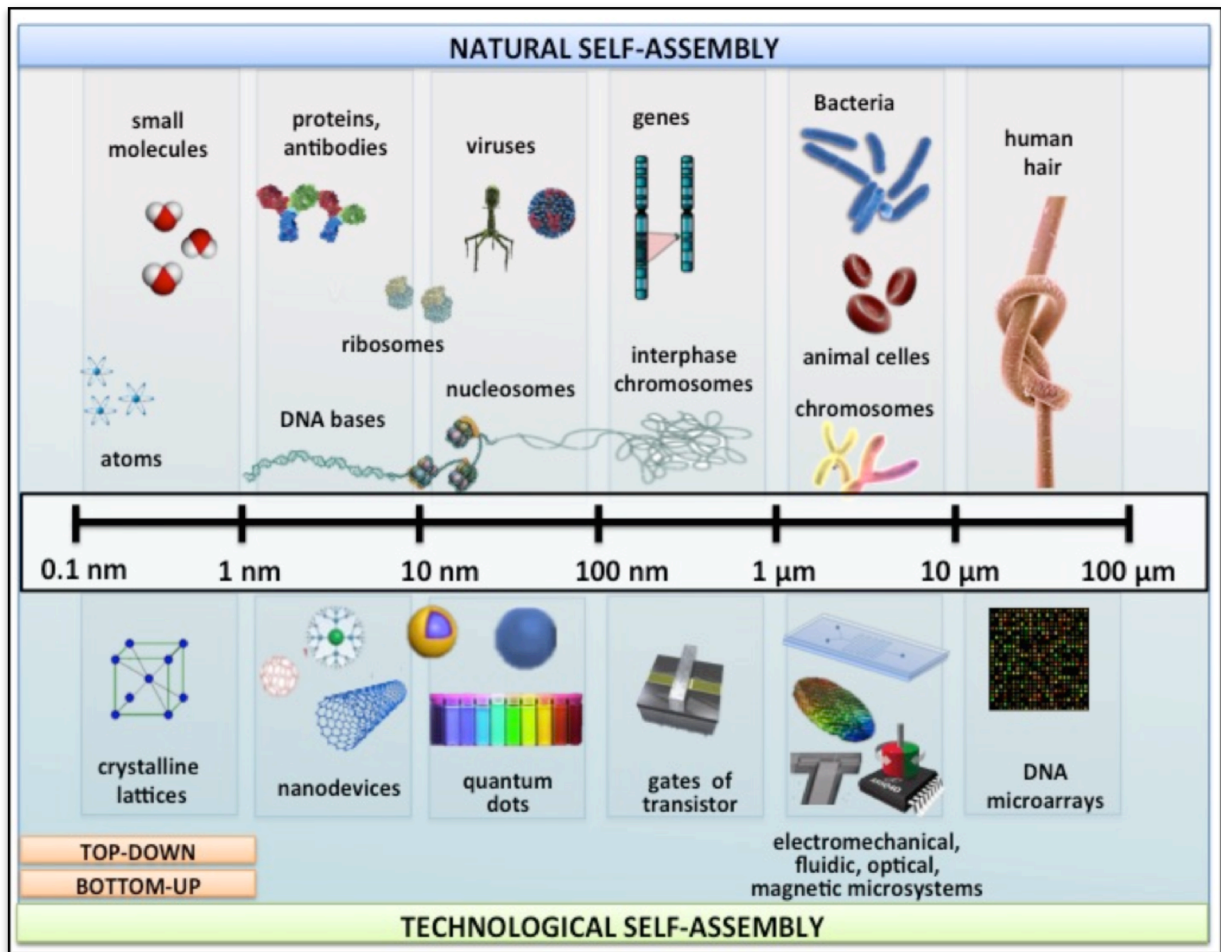 NATURAL SELF-ASSEMBLY
small
molecules
proteins,
antibodies
viruses
genes
Bacteria
human
hair
ribosomes
interphase
chromosomes
animal celles
nucleosomes
chromosomes
DNA bases
atoms
0.1 nm
1 nm
10 nm
100 nm
1 µm
10 µm
100 µm
crystalline
lattices
nanodevices
quantum
dots
gates of
transistor
electromechanical,
fluidic, optical,
magnetic microsystems
DNA
microarrays
TOP-DOWN
BOTTOM-UP
TECHNOLOGICAL SELF-ASSEMBLY